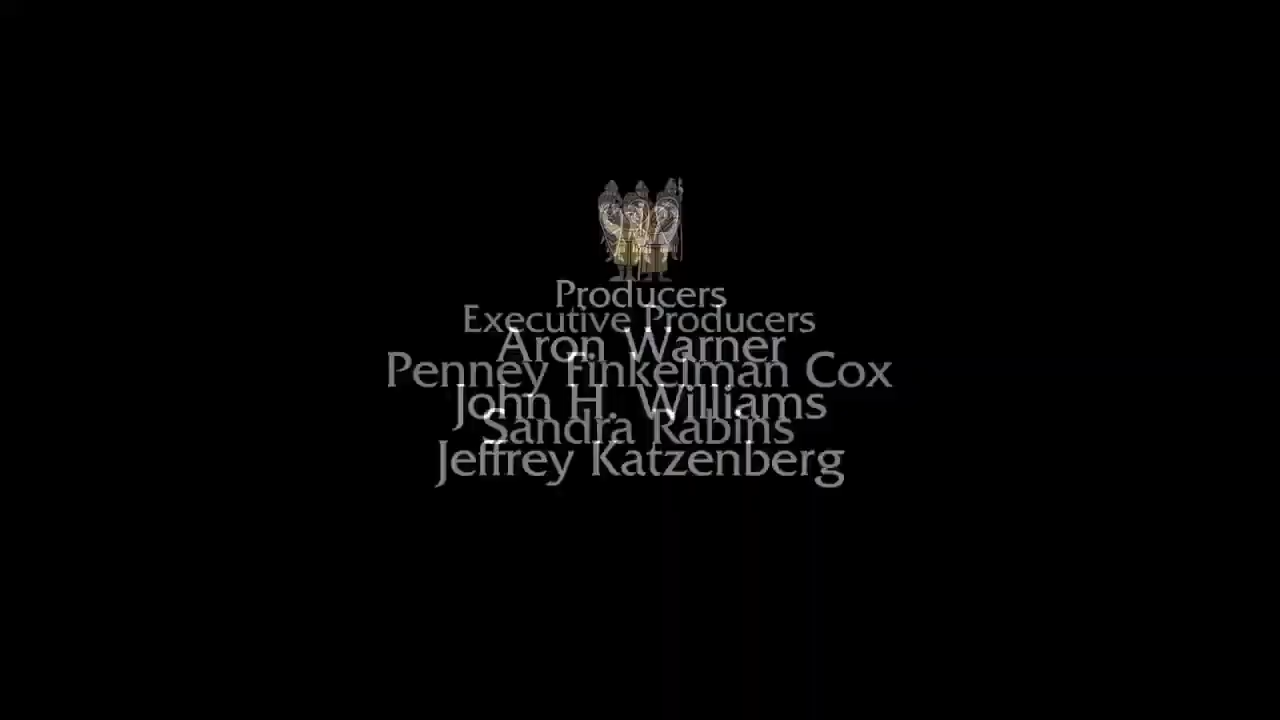 Producers
Executive Producers
Aron Warner
Penney Finkelman Cox
John H. Williams
Sandra Rabins
Jeffrey Katzenberg